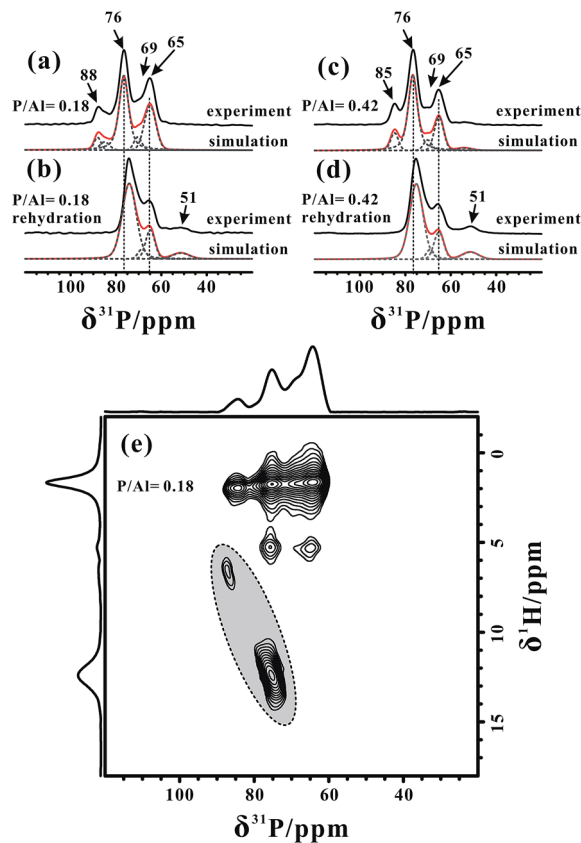 (a)
76
69
65
88
P/Al= 0.18
experiment
simulation
(b)
P/Al= 0.18
rehydration
51
experiment
simulation
100 80 60 40
δ³¹P/ppm
(c)
76
69
65
85
P/Al= 0.42
experiment
simulation
(d)
P/Al= 0.42
rehydration
51
experiment
simulation
100 80 60 40
δ³¹P/ppm
(e)
P/Al= 0.18
0
5
10
15
δ¹H/ppm
100 80 60
δ³¹P/ppm